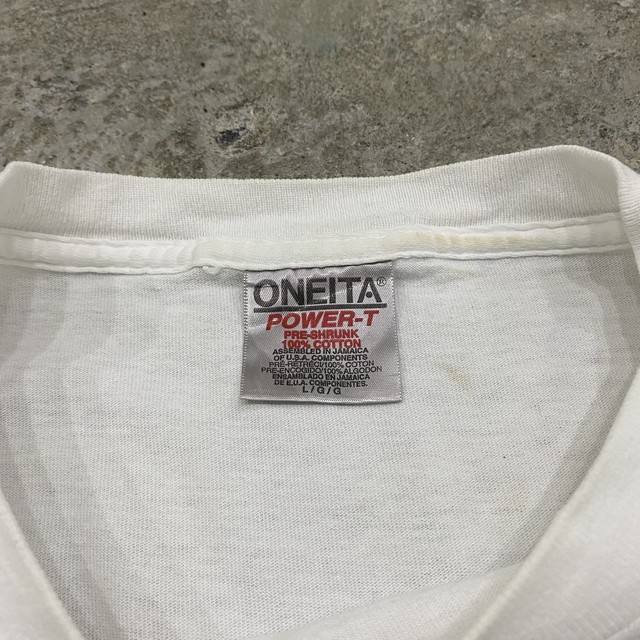 ONEITA®
POWER-T
PRE-SHRUNK
100% COTTON
ASSEMBLED IN JAMAICA
OF U.S.A. COMPONENTS
PRE-RETRECI/100% COTON
PRE-ENCOGIDO/100% ALGODON
ENSAMBLADO EN JAMAICA
DE E.U.A. COMPONENTES.
L/G/G